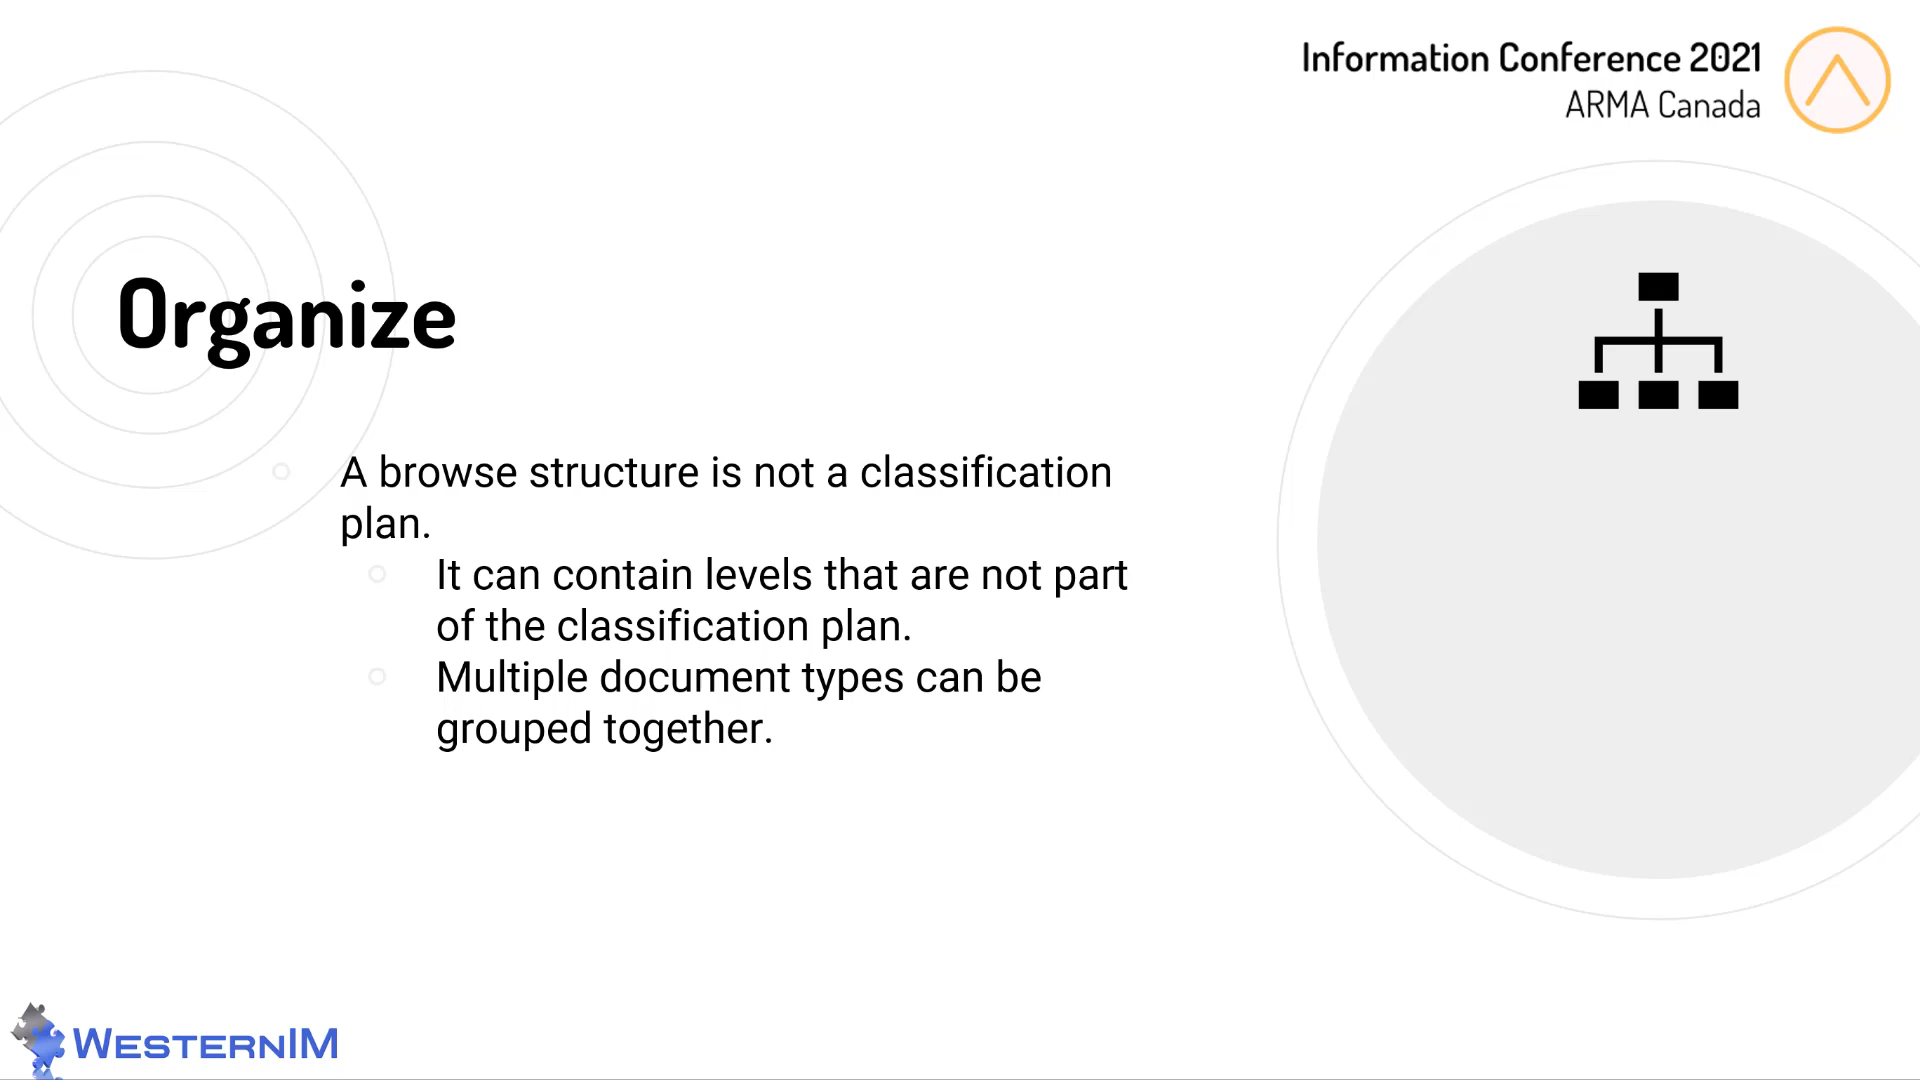 Information Conference 2021
ARMA Canada
Organize
A browse structure is not a classification
plan.
It can contain levels that are not part
of the classification plan.
Multiple document types can be
grouped together.
WESTERNIM